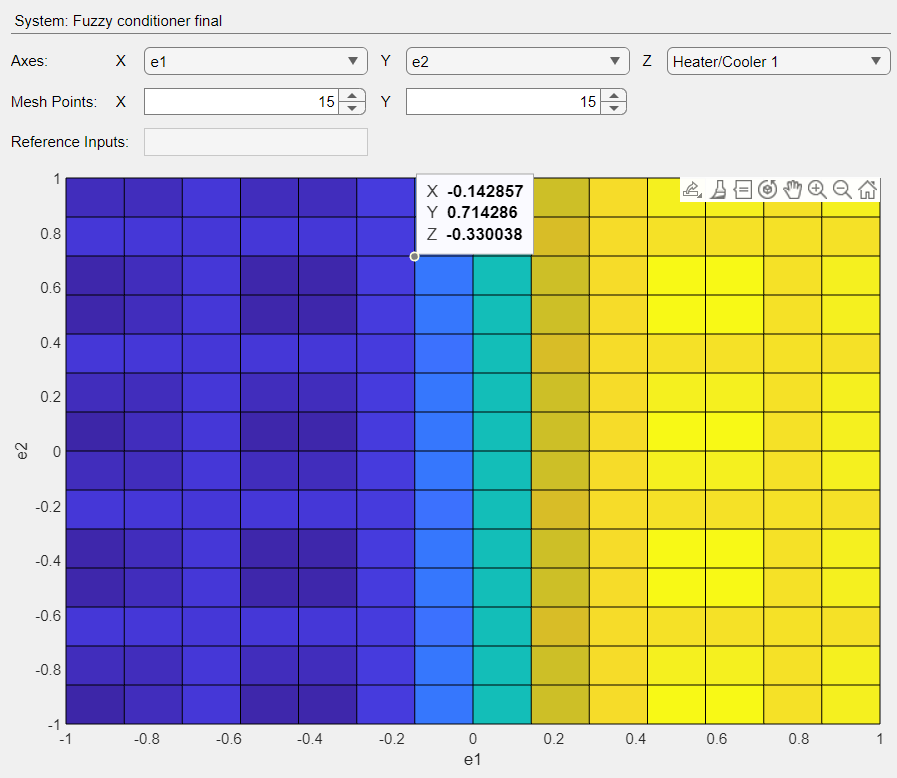 System: Fuzzy conditioner final
Axes: X e1 Y e2 Z Heater/Cooler 1
Mesh Points: X 15 Y 15
Reference Inputs:
X -0.142857
Y 0.714286
Z -0.330038
1
0.8
0.6
0.4
0.2
0
-0.2
-0.4
-0.6
-0.8
-1
e2
-1 -0.8 -0.6 -0.4 -0.2 0 0.2 0.4 0.6 0.8 1
e1